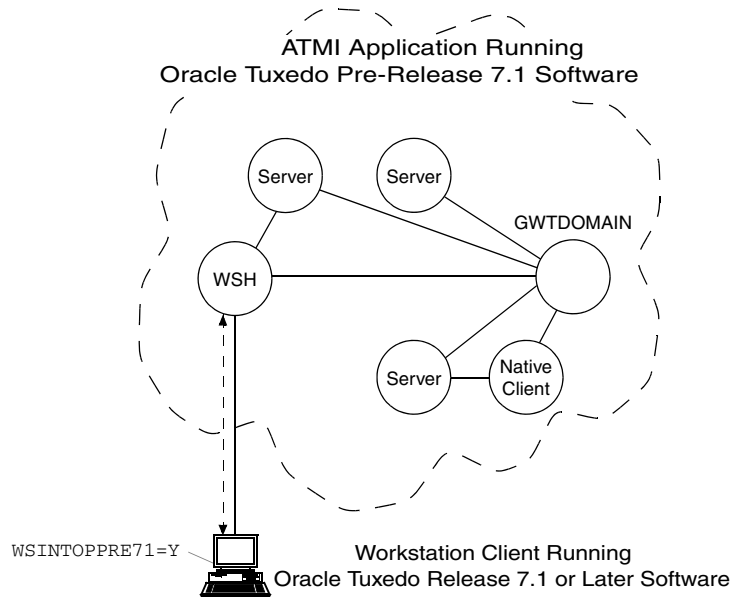 ATMI Application Running
Oracle Tuxedo Pre-Release 7.1 Software
Server
Server
GWTDOMAIN
WSH
Server
Native
Client
WSINTOPPRE71=Y
Workstation Client Running
Oracle Tuxedo Release 7.1 or Later Software